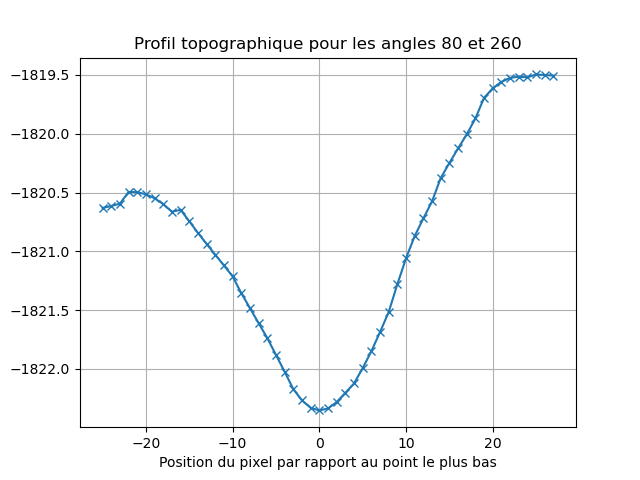 Profil topographique pour les angles 80 et 260
−1819.5
−1820.0
−1820.5
−1821.0
−1821.5
−1822.0
−20 −10 0 10 20
Position du pixel par rapport au point le plus bas